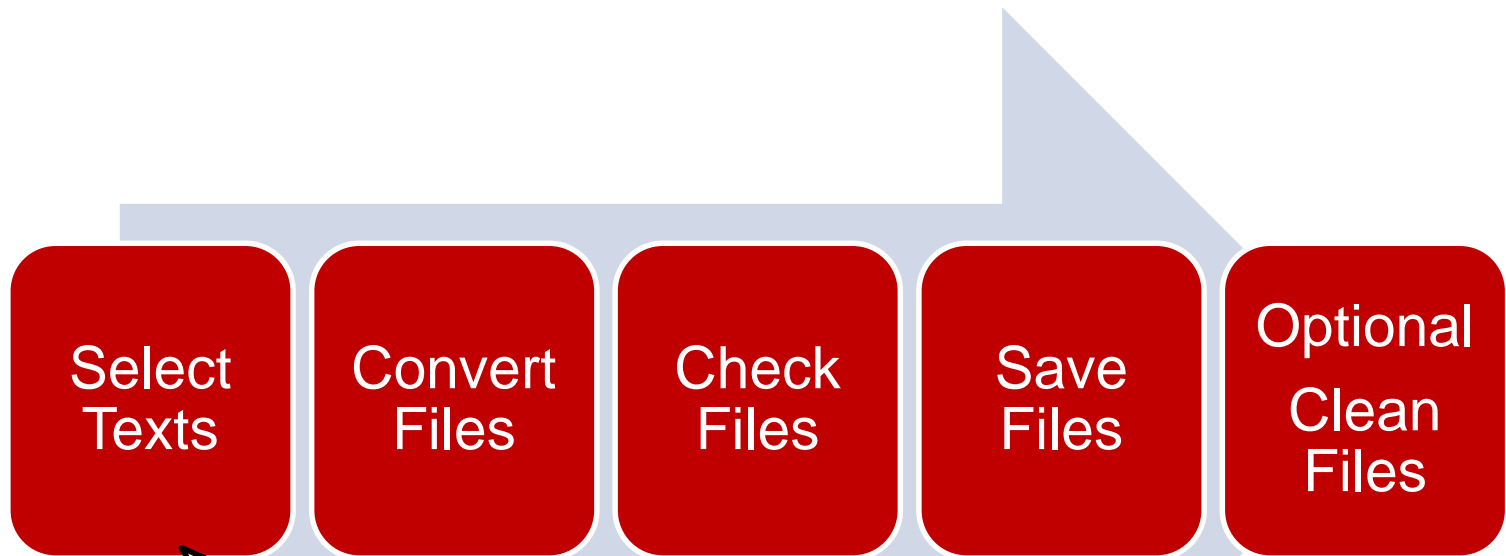 Select
Texts
Convert
Files
Check
Files
Save
Files
Optional
Clean
Files